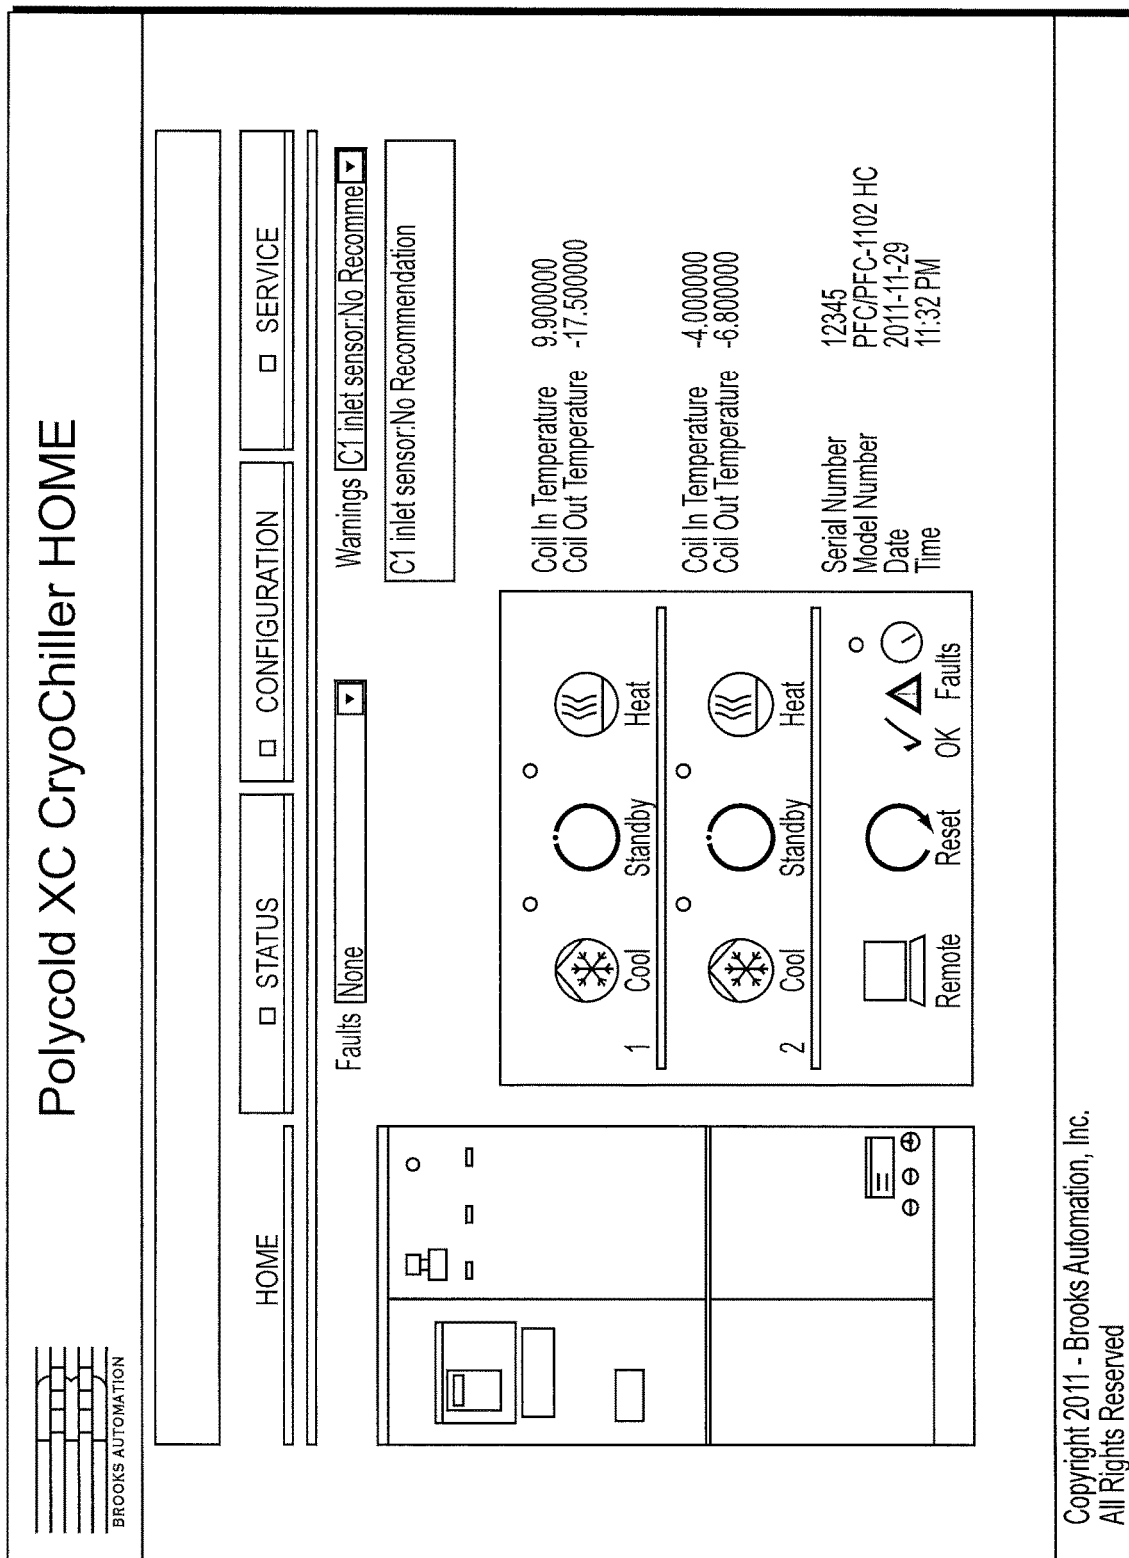 BROOKS AUTOMATION
Polycold XC CryoChiller HOME
HOME
STATUS
CONFIGURATION
SERVICE
Faults None
Warnings C1 inlet sensor:No Recomme
C1 inlet sensor:No Recommendation
1
Cool
Standby
Heat
Coil In Temperature 9.900000
Coil Out Temperature -17.500000
2
Cool
Standby
Heat
Coil In Temperature -4.000000
Coil Out Temperature -6.800000
Remote
Reset
OK
Faults
Serial Number 12345
Model Number PFC/PFC-1102 HC
Date 2011-11-29
Time 11:32 PM
Copyright 2011 - Brooks Automation, Inc.
All Rights Reserved